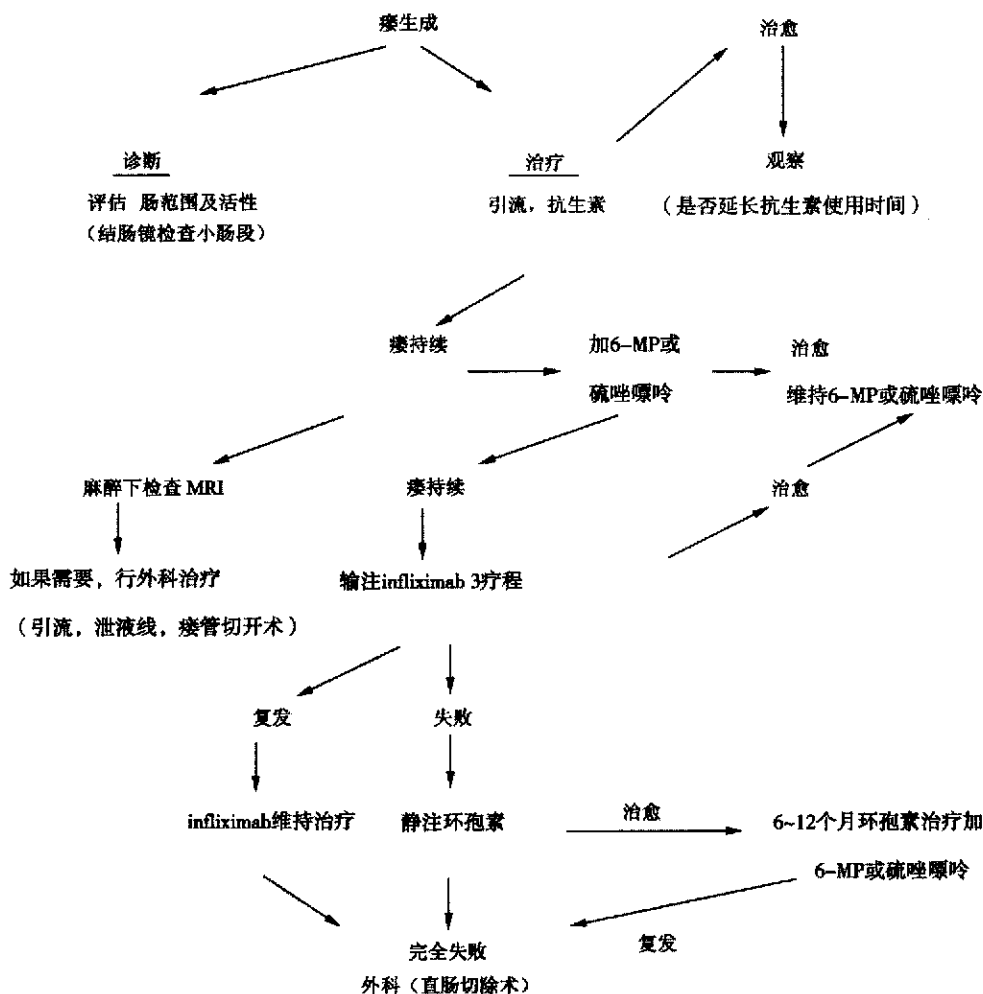 瘘生成
治愈
诊断
治疗
观察
评估 肠范围及活性
(结肠镜检查小肠段)
引流，抗生素
(是否延长抗生素使用时间)
瘘持续
加6-MP或
硫唑嘌呤
治愈
维持6-MP或硫唑嘌呤
麻醉下检查 MRI
瘘持续
治愈
如果需要，行外科治疗
(引流，泄液线，瘘管切开术)
输注infliximab 3疗程
复发
失败
infliximab维持治疗
静注环孢素
治愈
6~12个月环孢素治疗加
6-MP或硫唑嘌呤
复发
完全失败
外科(直肠切除术)